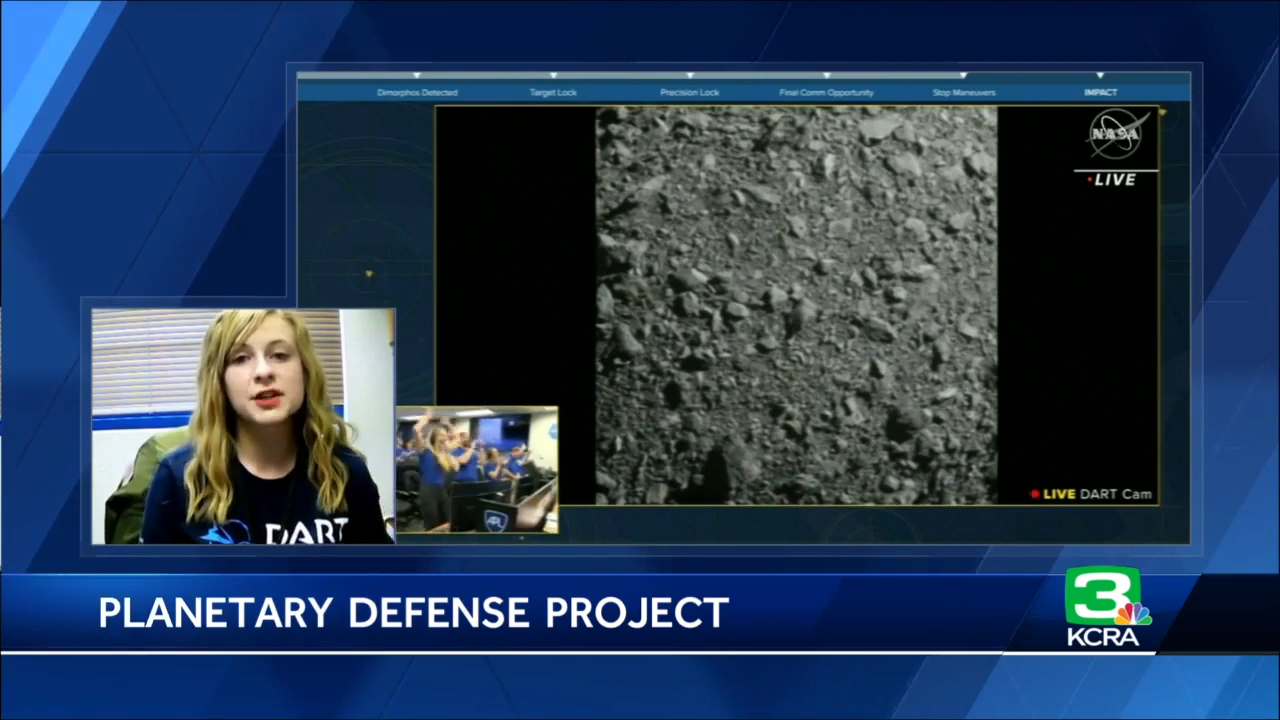 Dimorphos Detected
Target Lock
Precision Lock
Final Comm Opportunity
Stop Maneuvers
IMPACT
NASA
LIVE
DART
APL
LIVE DART Cam
PLANETARY DEFENSE PROJECT
3
KCRA